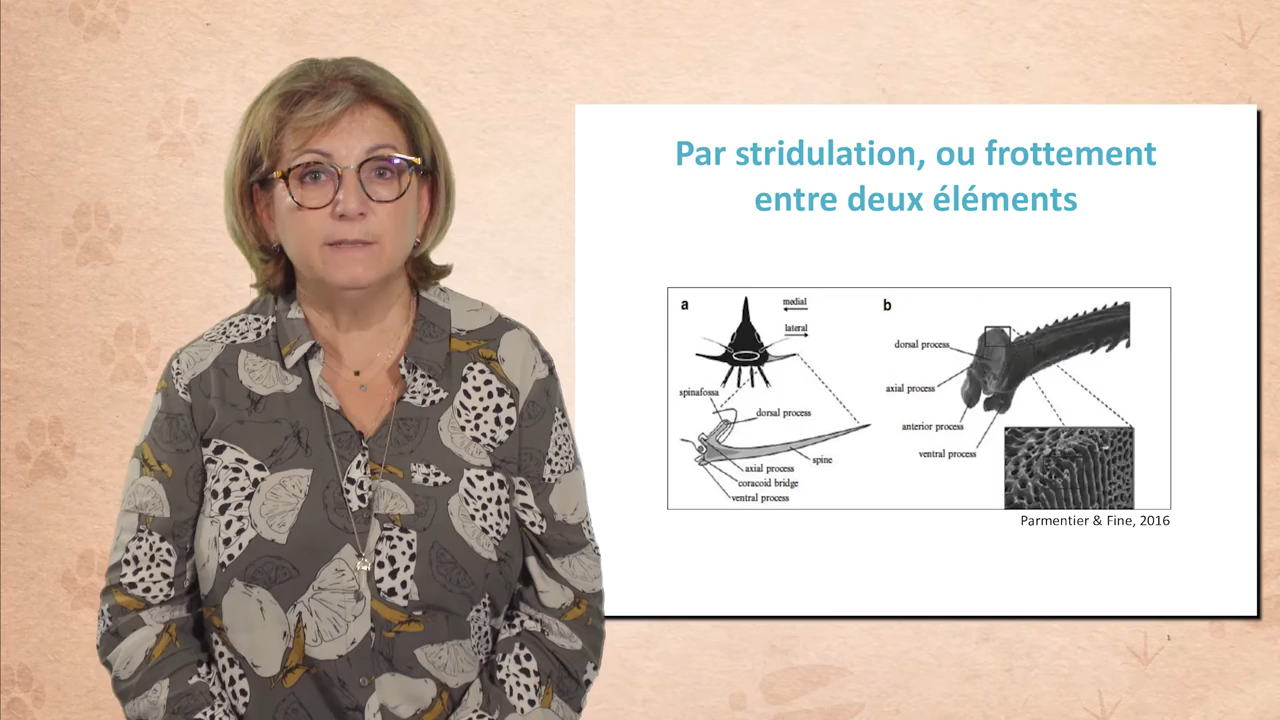 Par stridulation, ou frottement
entre deux éléments
a
medial
lateral
spinafossa
dorsal process
spine
axial process
coracoid bridge
ventral process
b
dorsal process
axial process
anterior process
ventral process
Parmentier & Fine, 2016